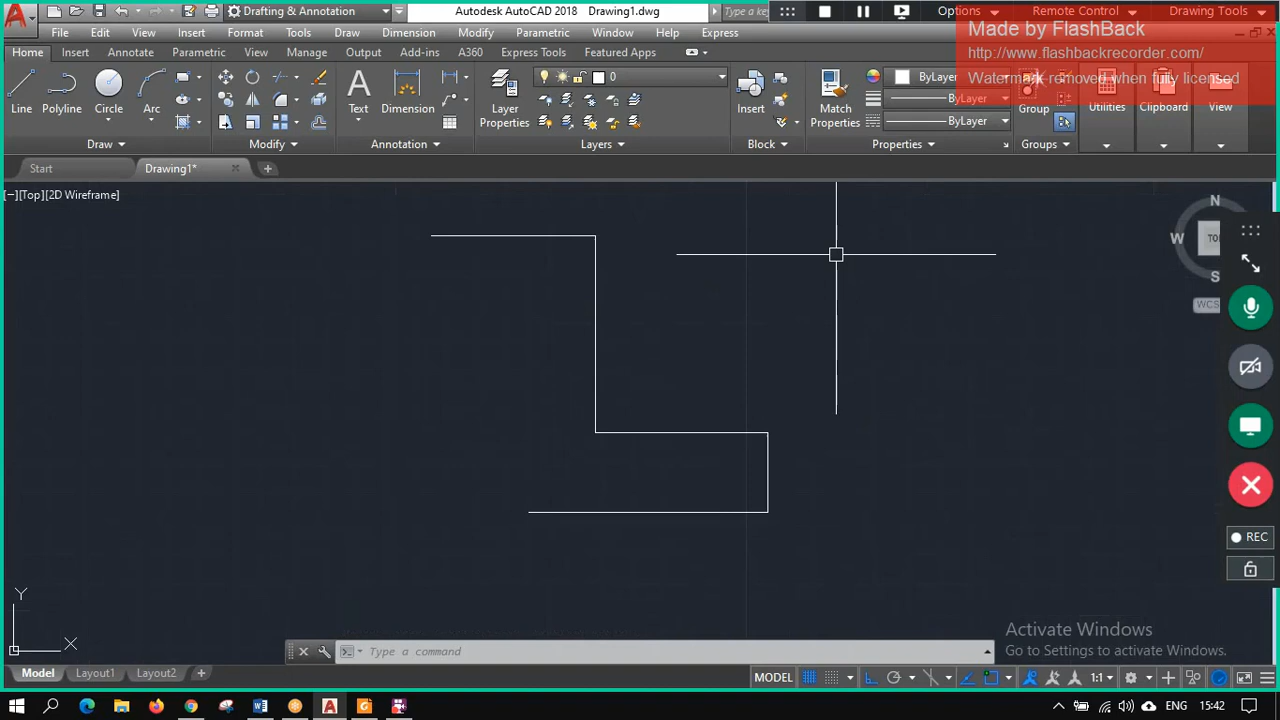 Drafting & Annotation
Autodesk AutoCAD 2018 Drawing1.dwg
Type a key
Options
Remote Control
Drawing Tools
Made by FlashBack
http://www.flashbackrecorder.com/
Watermark removed when fully licensed
File Edit View Insert Format Tools Draw Dimension Modify Parametric Window Help Express
Home Insert Annotate Parametric View Manage Output Add-ins A360 Express Tools Featured Apps
Line Polyline Circle Arc
Text Dimension
Layer
Properties
0
Insert
Match
Properties
ByLayer
ByLayer
ByLayer
Group
Utilities
Clipboard
View
Draw
Modify
Annotation
Layers
Block
Properties
Groups
Start
Drawing1*
[−][Top][2D Wireframe]
N
W
S
WCS
REC
Y
X
Type a command
Activate Windows
Go to Settings to activate Windows.
Model Layout1 Layout2
MODEL
1:1
ENG
15:42